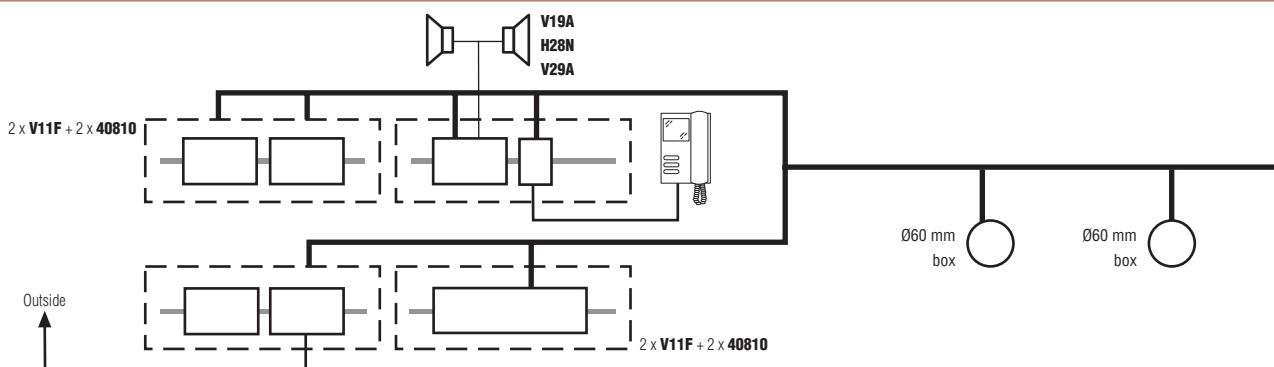 V19A
H28N
V29A
2 x V11F + 2 x 40810
Ø60 mm
box
Ø60 mm
box
Outside
2 x V11F + 2 x 40810